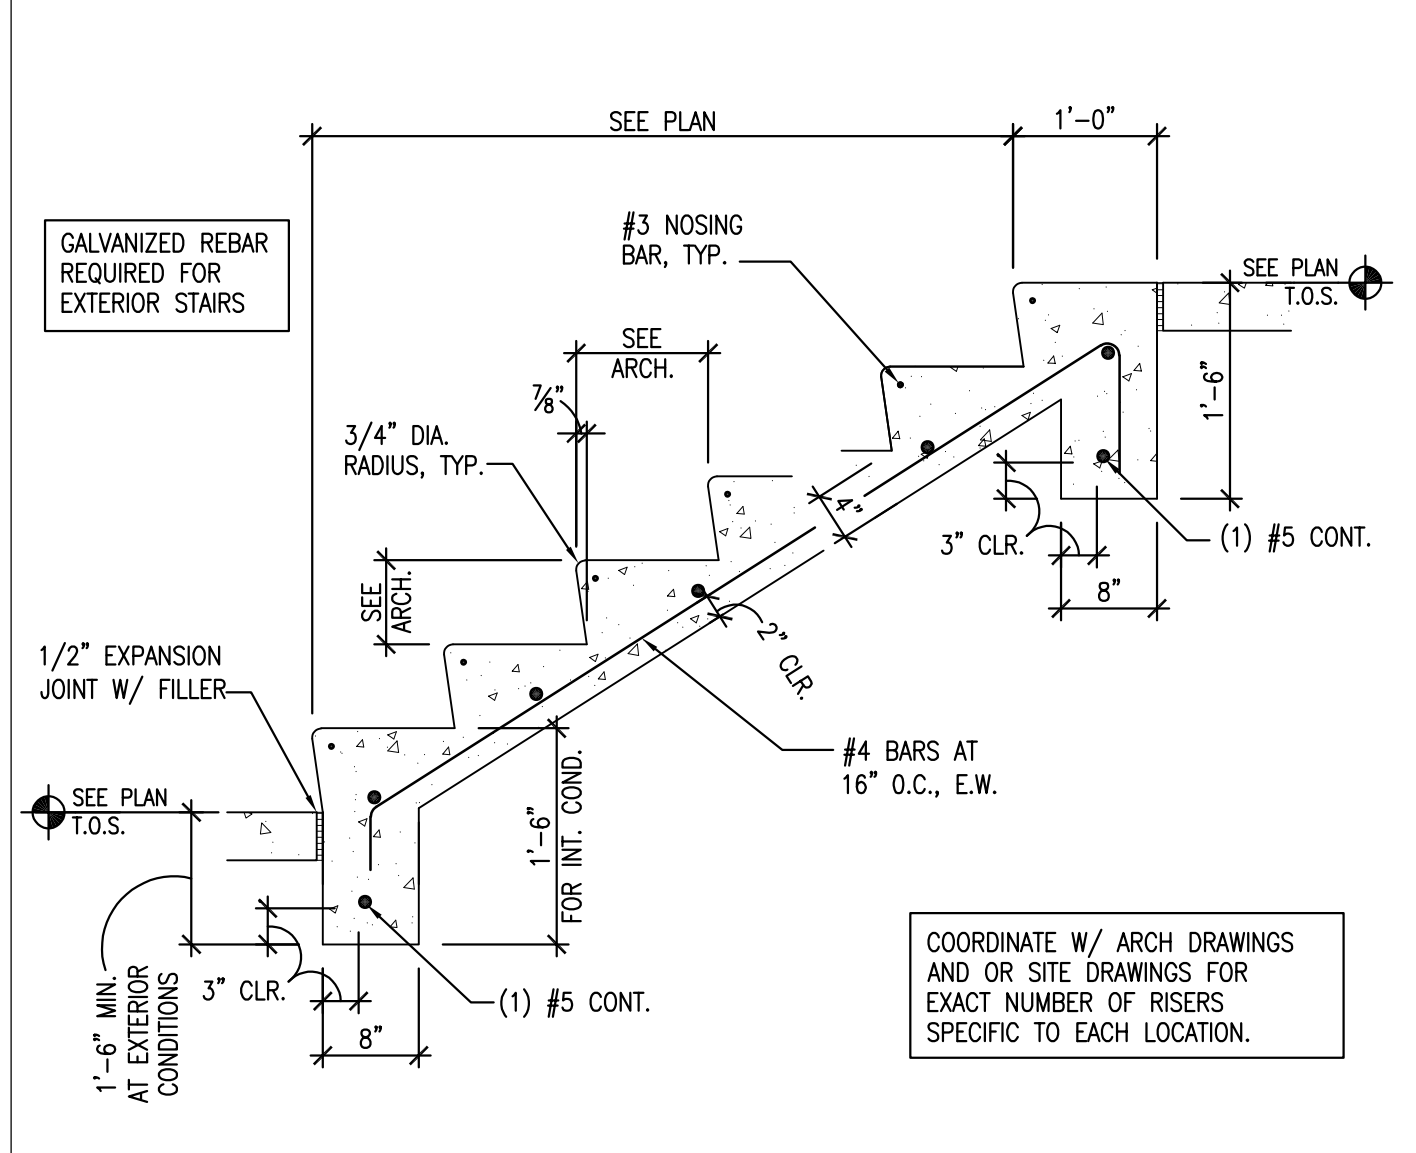 SEE PLAN
1'-0"
#3 NOSING
BAR, TYP.
GALVANIZED REBAR
REQUIRED FOR
EXTERIOR STAIRS
SEE PLAN
T.O.S.
SEE
ARCH.
7/8"
1'-6"
3/4" DIA.
RADIUS, TYP.
4"
3" CLR.
(1) #5 CONT.
8"
SEE
ARCH.
2" CLR.
1/2" EXPANSION
JOINT W/ FILLER
#4 BARS AT
16" O.C., E.W.
SEE PLAN
T.O.S.
1'-6"
FOR INT. COND.
3" CLR.
(1) #5 CONT.
8"
1'-6" MIN.
AT EXTERIOR
CONDITIONS
COORDINATE W/ ARCH DRAWINGS
AND OR SITE DRAWINGS FOR
EXACT NUMBER OF RISERS
SPECIFIC TO EACH LOCATION.